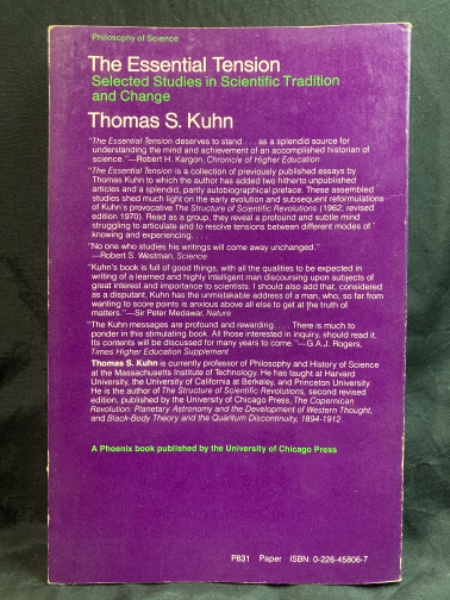 Philosophy of Science
The Essential Tension
Selected Studies in Scientific Tradition
and Change
Thomas S. Kuhn
"The Essential Tension deserves to stand . . . as a splendid source for
understanding the mind and achievement of an accomplished historian of
science."—Robert H. Kargon, Chronicle of Higher Education
"The Essential Tension is a collection of previously published essays by
Thomas Kuhn to which the author has added two hitherto unpublished
articles and a splendid, partly autobiographical preface. These assembled
studies shed much light on the early evolution and subsequent reformulations
of Kuhn's provocative The Structure of Scientific Revolutions (1962; revised
edition 1970). Read as a group, they reveal a profound and subtle mind
struggling to articulate and to resolve tensions between different modes of
knowing and experiencing. . . .
"No one who studies his writings will come away unchanged."
—Robert S. Westman, Science
"Kuhn's book is full of good things, with all the qualities to be expected in
writing of a learned and highly intelligent man discoursing upon subjects of
great interest and importance to scientists. I should also add that, considered
as a disputant, Kuhn has the unmistakable address of a man, who, so far from
wanting to score points is anxious above all else to get at the truth of
matters."—Sir Peter Medawar, Nature
"The Kuhn messages are profound and rewarding. . . . There is much to
ponder in this stimulating book. All those interested in inquiry, should read it.
Its contents will be discussed for many years to come."—G.A.J. Rogers,
Times Higher Education Supplement
Thomas S. Kuhn is currently professor of Philosophy and History of Science
at the Massachusetts Institute of Technology. He has taught at Harvard
University, the University of California at Berkeley, and Princeton University.
He is the author of The Structure of Scientific Revolutions, second revised
edition, published by the University of Chicago Press, The Copernican
Revolution: Planetary Astronomy and the Development of Western Thought,
and Black-Body Theory and the Quantum Discontinuity, 1894-1912.
A Phoenix book published by the University of Chicago Press
P831 Paper ISBN: 0-226-45806-7